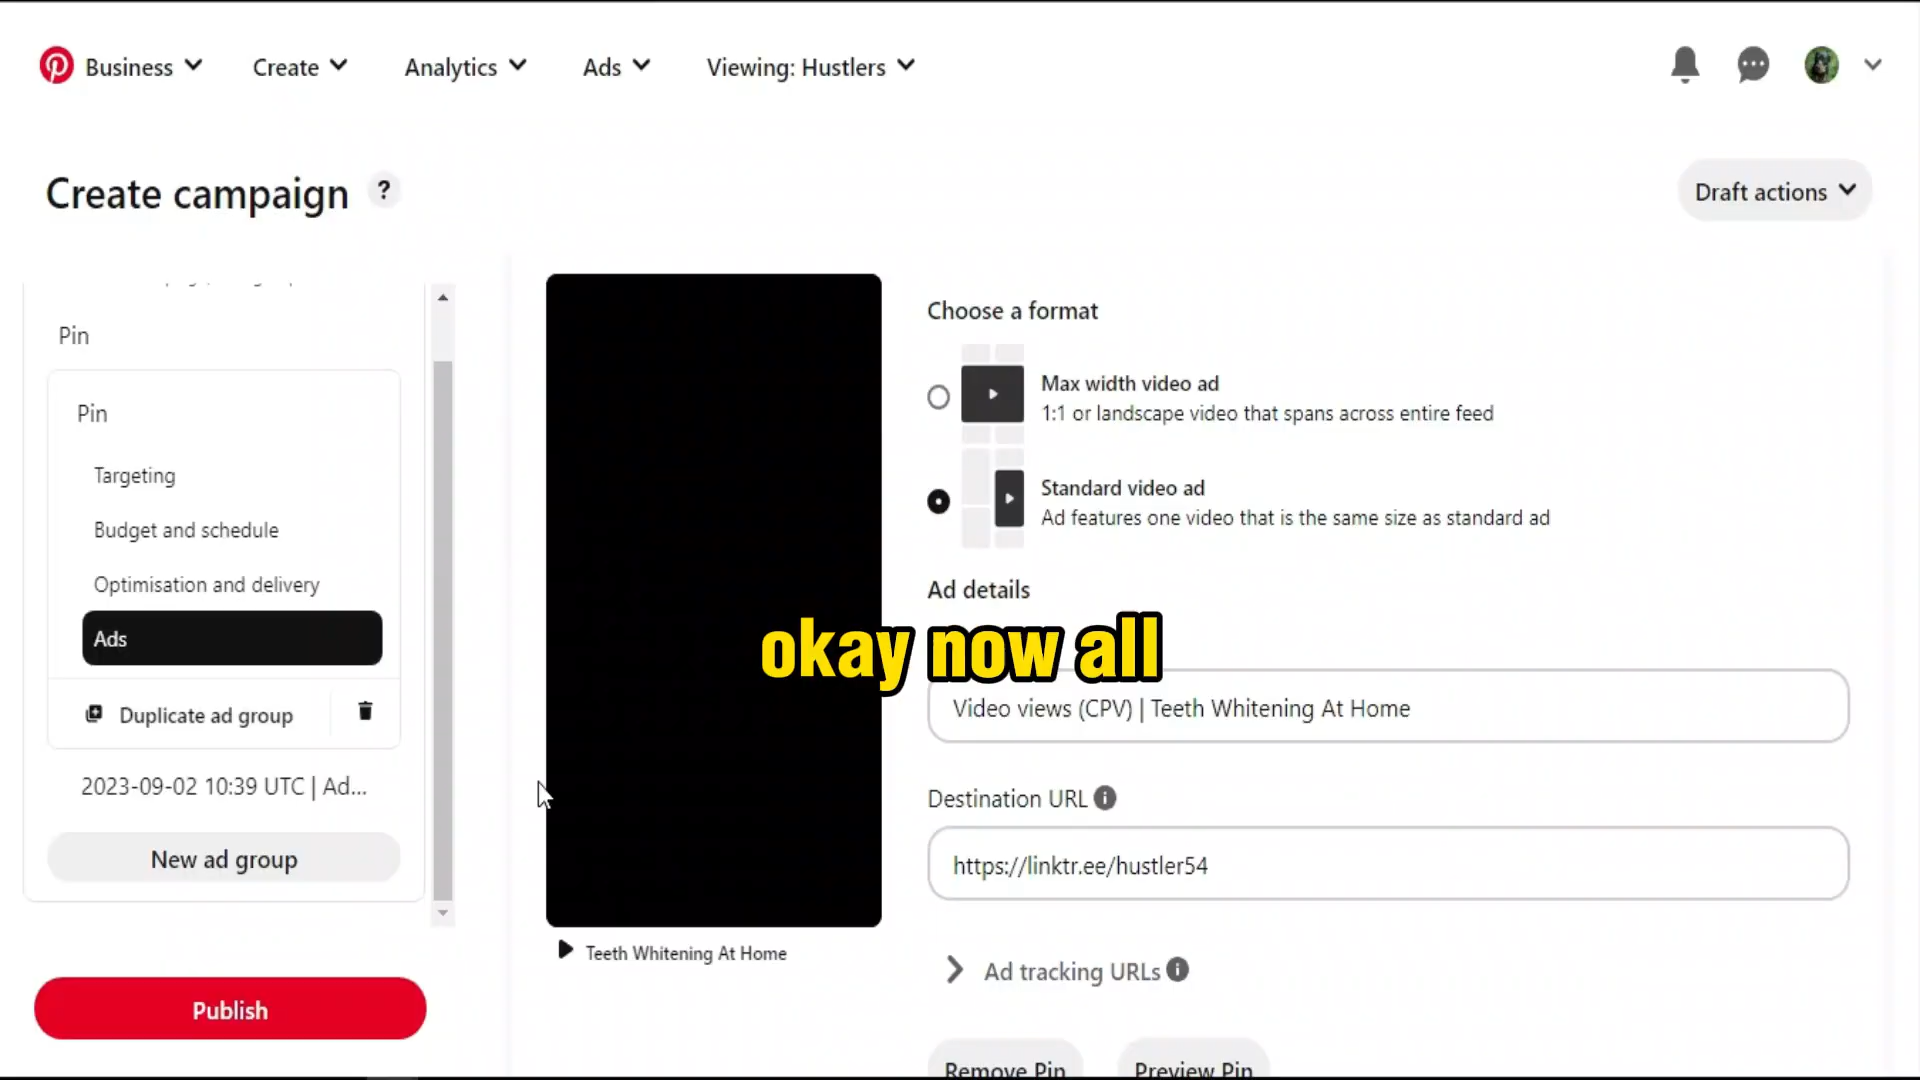 Business
Create
Analytics
Ads
Viewing: Hustlers
Create campaign ?
Draft actions
Pin
Pin
Targeting
Budget and schedule
Optimisation and delivery
Ads
Duplicate ad group
2023-09-02 10:39 UTC | Ad...
New ad group
Publish
Teeth Whitening At Home
Choose a format
Max width video ad
1:1 or landscape video that spans across entire feed
Standard video ad
Ad features one video that is the same size as standard ad
Ad details
okay now all
Video views (CPV) | Teeth Whitening At Home
Destination URL
https://linktr.ee/hustler54
Ad tracking URLs
Remove Pin
Preview Pin